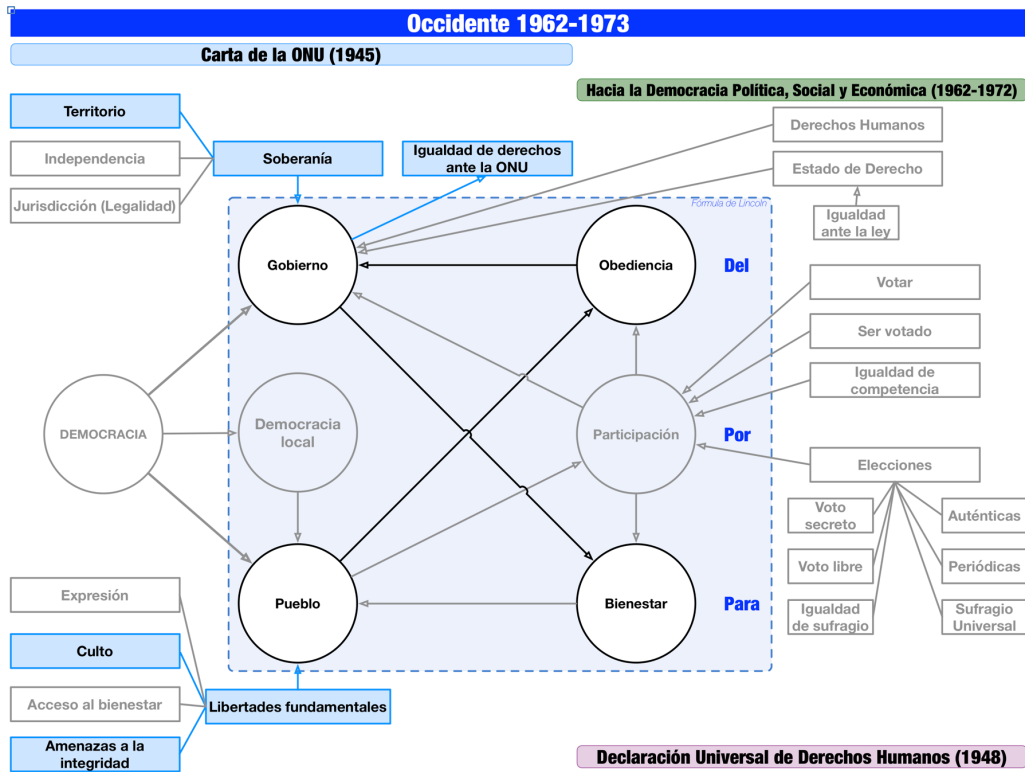 Occidente 1962-1973
Carta de la ONU (1945)
Hacia la Democracia Política, Social y Económica (1962-1972)
Territorio
Independencia
Jurisdicción (Legalidad)
Soberanía
Igualdad de derechos
ante la ONU
Derechos Humanos
Estado de Derecho
Igualdad
ante la ley
Fórmula de Lincoln
Gobierno
Obediencia
Del
Votar
Ser votado
Igualdad de
competencia
DEMOCRACIA
Democracia
local
Participación
Por
Elecciones
Voto
secreto
Auténticas
Voto libre
Periódicas
Igualdad
de sufragio
Sufragio
Universal
Pueblo
Bienestar
Para
Expresión
Culto
Acceso al bienestar
Amenazas a la
integridad
Libertades fundamentales
Declaración Universal de Derechos Humanos (1948)